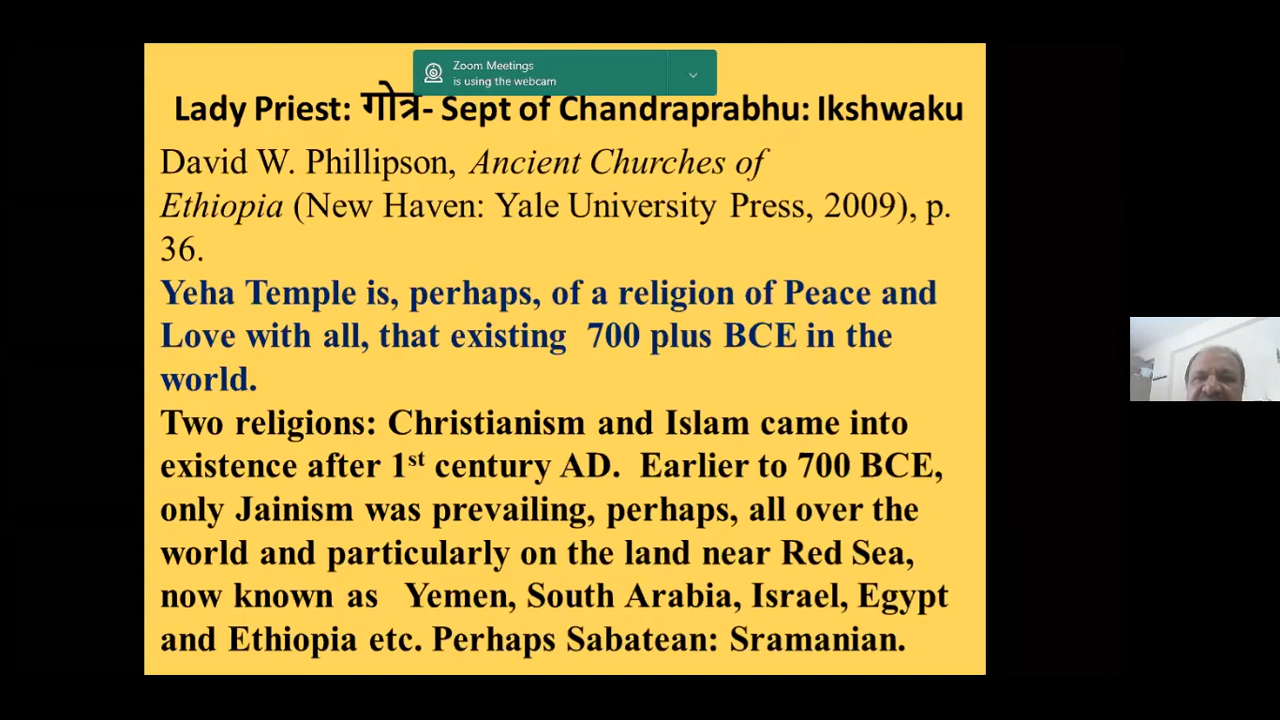 Zoom Meetings
is using the webcam
Lady Priest: गोत्र- Sept of Chandraprabhu: Ikshwaku
David W. Phillipson, Ancient Churches of
Ethiopia (New Haven: Yale University Press, 2009), p.
36.
Yeha Temple is, perhaps, of a religion of Peace and
Love with all, that existing 700 plus BCE in the
world.
Two religions: Christianism and Islam came into
existence after 1st century AD. Earlier to 700 BCE,
only Jainism was prevailing, perhaps, all over the
world and particularly on the land near Red Sea,
now known as Yemen, South Arabia, Israel, Egypt
and Ethiopia etc. Perhaps Sabatean: Sramanian.